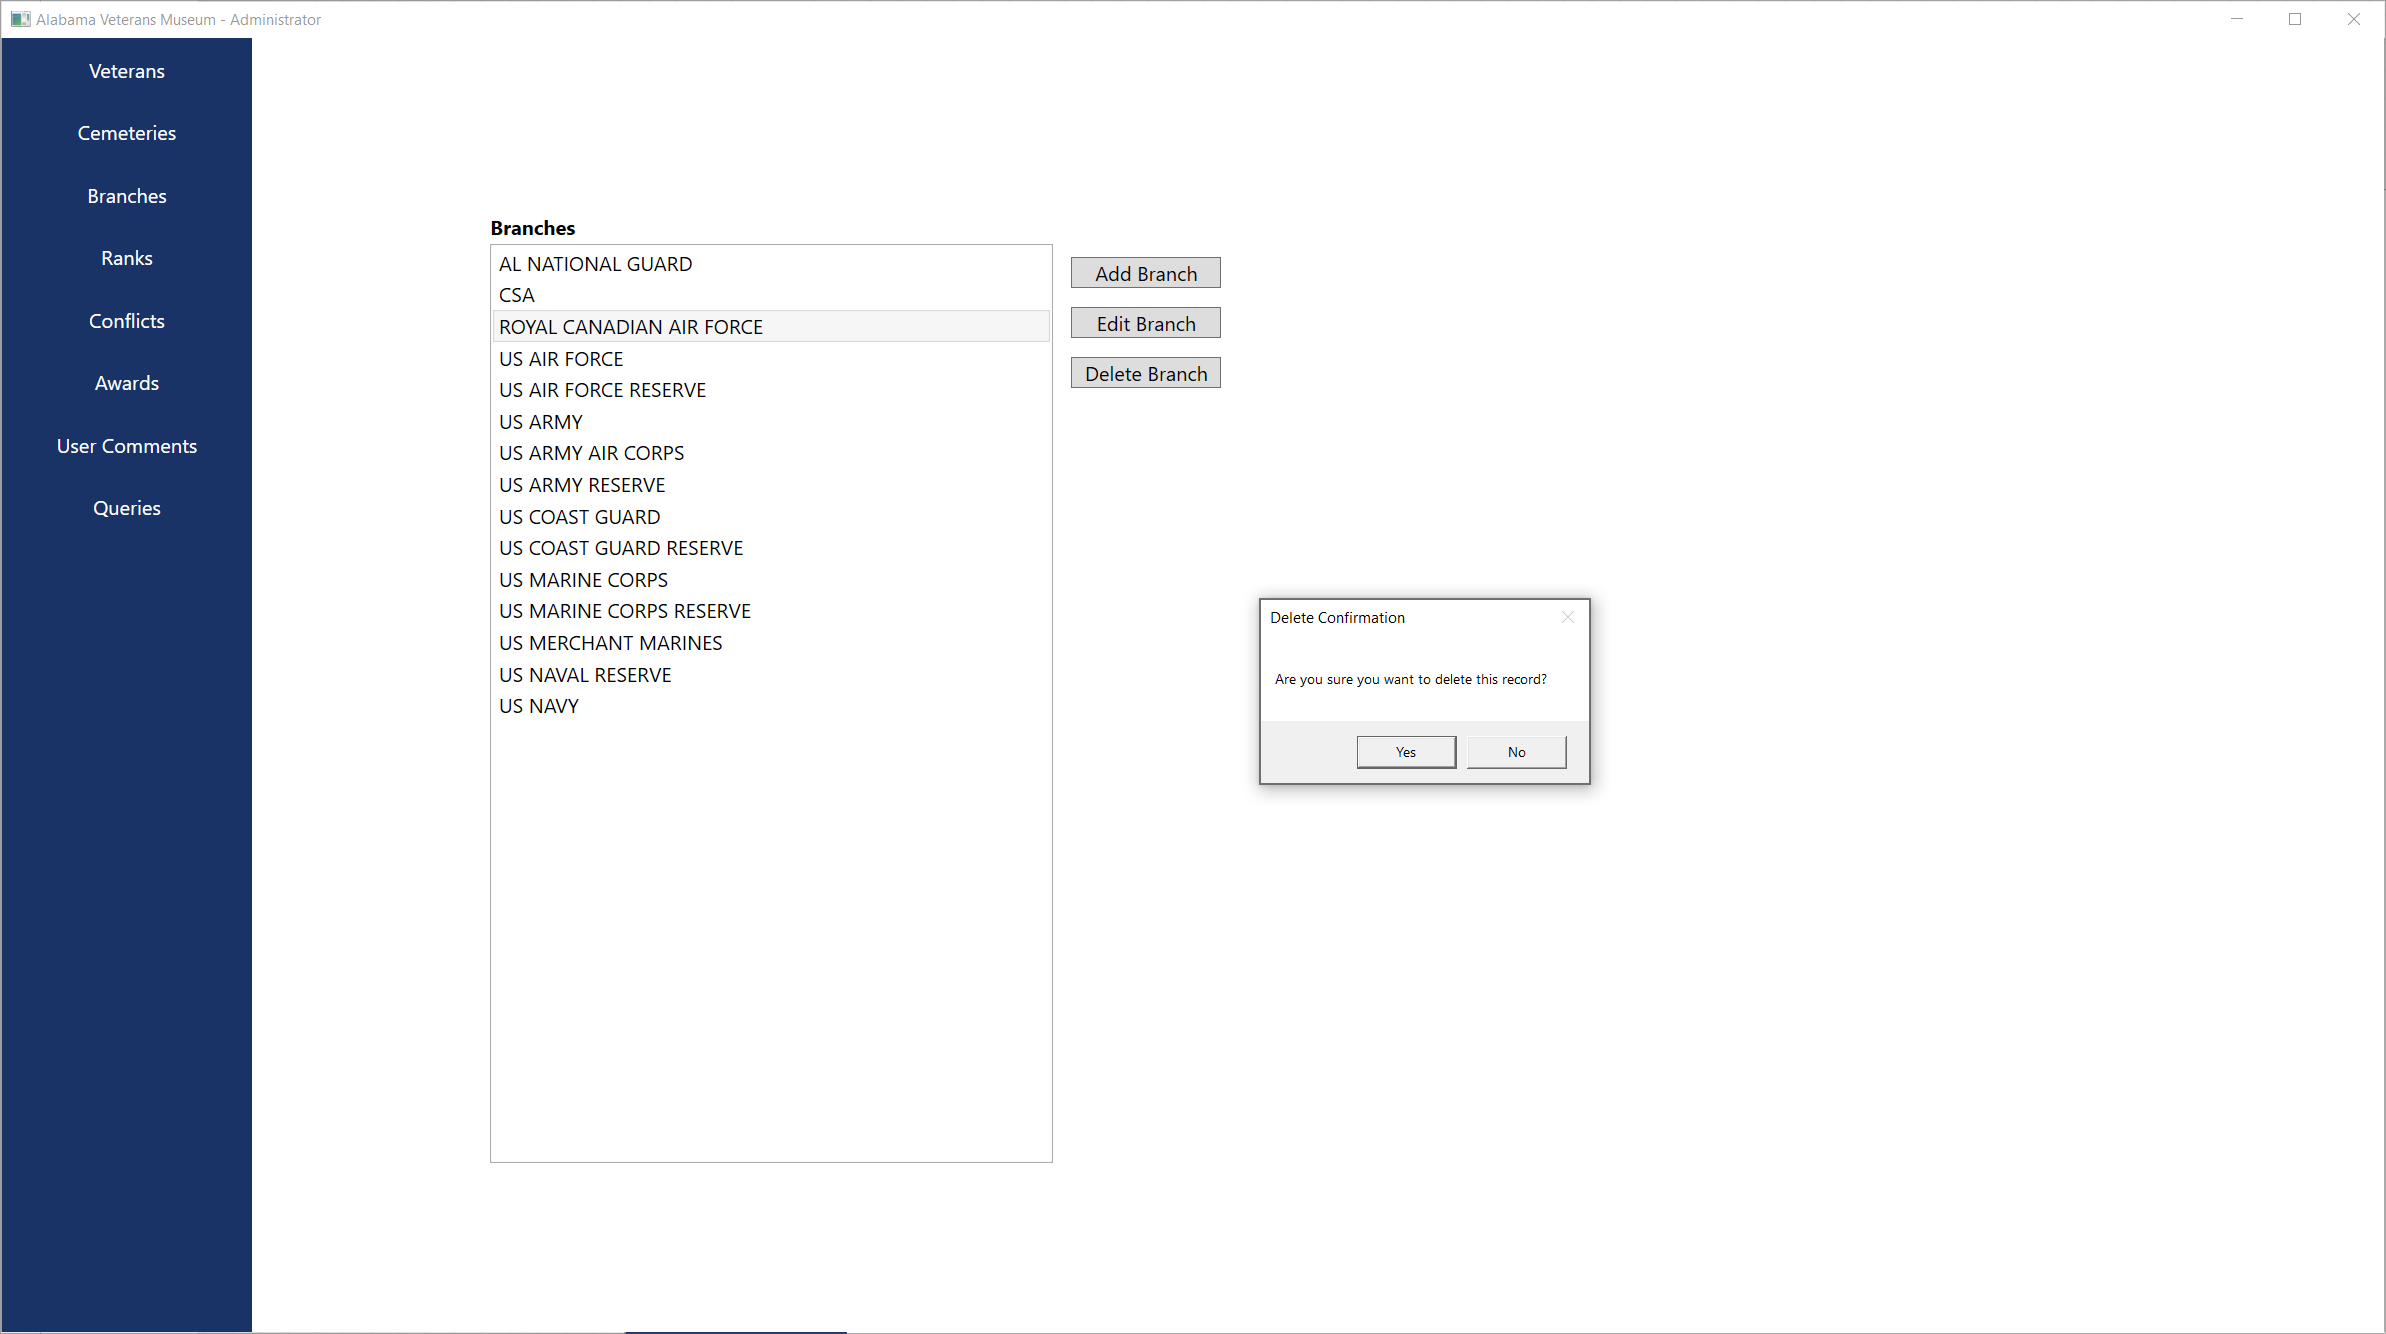 Alabama Veterans Museum - Administrator
Veterans
Cemeteries
Branches
Ranks
Conflicts
Awards
User Comments
Queries
Branches
AL NATIONAL GUARD
CSA
ROYAL CANADIAN AIR FORCE
US AIR FORCE
US AIR FORCE RESERVE
US ARMY
US ARMY AIR CORPS
US ARMY RESERVE
US COAST GUARD
US COAST GUARD RESERVE
US MARINE CORPS
US MARINE CORPS RESERVE
US MERCHANT MARINES
US NAVAL RESERVE
US NAVY
Add Branch
Edit Branch
Delete Branch
Delete Confirmation
Are you sure you want to delete this record?
Yes
No